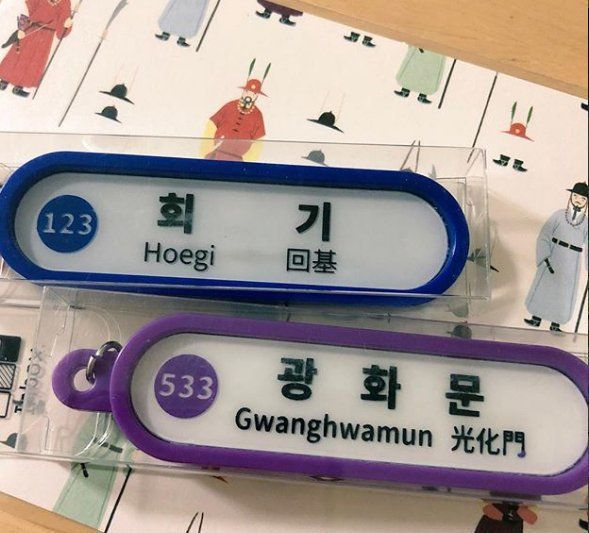 123
회 기
Hoegi 回基
533
광 화 문
Gwanghwamun 光化門